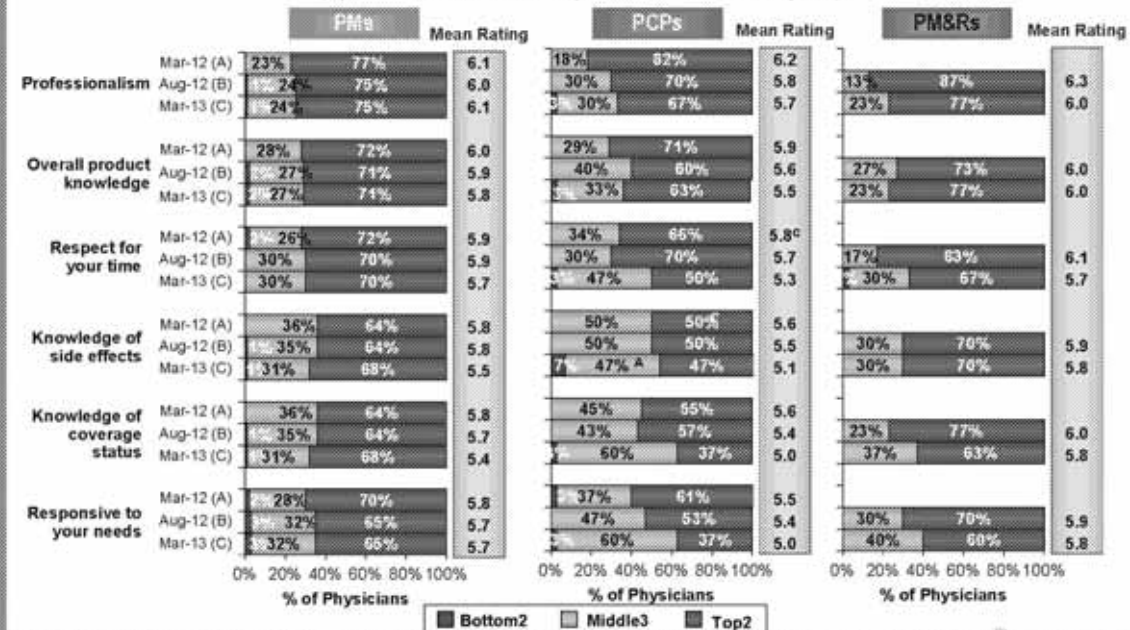 PMs Mean Rating PCPs Mean Rating PM&Rs Mean Rating
Professionalism
Mar-12 (A) 23% 77% 6.1 18% 82% 6.2
Aug-12 (B) 1% 24% 75% 6.0 30% 70% 5.8 13% 87% 6.3
Mar-13 (C) 1% 24% 75% 6.1 3% 30% 67% 5.7 23% 77% 6.0
Overall product knowledge
Mar-12 (A) 28% 72% 6.0 29% 71% 5.9
Aug-12 (B) 2% 27% 71% 5.9 40% 60% 5.6 27% 73% 6.0
Mar-13 (C) 27% 71% 5.8 3% 33% 63% 5.5 23% 77% 6.0
Respect for your time
Mar-12 (A) 2% 26% 72% 5.9 34% 66% 5.8c
Aug-12 (B) 30% 70% 5.9 30% 70% 5.7 17% 83% 6.1
Mar-13 (C) 30% 70% 5.7 3% 47% 50% 5.3 30% 67% 5.7
Knowledge of side effects
Mar-12 (A) 36% 64% 5.8 50% 50% 5.6
Aug-12 (B) 1% 35% 64% 5.8 50% 50% 5.5 30% 70% 5.9
Mar-13 (C) 31% 68% 5.5 7% 47% A 47% 5.1 30% 70% 5.8
Knowledge of coverage status
Mar-12 (A) 36% 64% 5.8 45% 55% 5.6
Aug-12 (B) 1% 35% 64% 5.7 43% 57% 5.4 23% 77% 6.0
Mar-13 (C) 31% 68% 5.4 60% 37% 5.0 37% 63% 5.8
Responsive to your needs
Mar-12 (A) 2% 28% 70% 5.8 37% 61% 5.5
Aug-12 (B) 3% 32% 65% 5.7 47% 53% 5.4 30% 70% 5.9
Mar-13 (C) 32% 65% 5.7 60% 37% 5.0 40% 60% 5.8
0% 20% 40% 60% 80% 100% 0% 20% 40% 60% 80% 100% 0% 20% 40% 60% 80% 100%
% of Physicians % of Physicians % of Physicians
Bottom2 Middle3 Top2